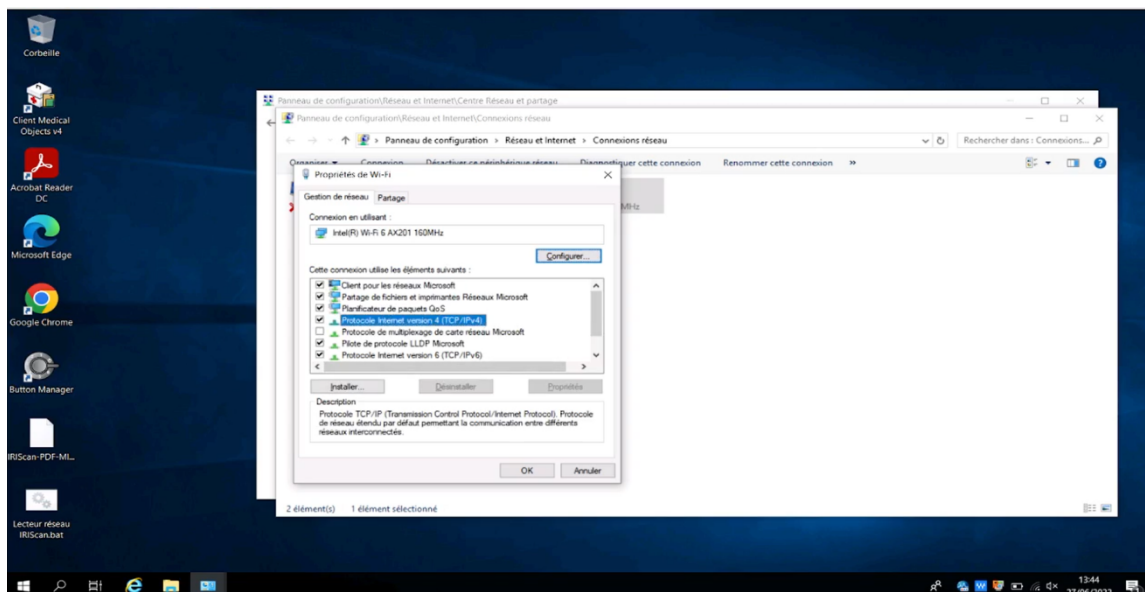 Corbeille
Client Medical
Objects v4
Acrobat Reader
DC
Microsoft Edge
Google Chrome
Button Manager
IRIScan-PDF-MI...
Lecteur réseau
IRIScan.bat
Panneau de configuration\Réseau et Internet\Centre Réseau et partage
Panneau de configuration\Réseau et Internet\Connexions réseau
Panneau de configuration > Réseau et Internet > Connexions réseau
Rechercher dans : Connexions...
Organiser Connexion Désactiver ce périphérique réseau Diagnostiquer cette connexion Renommer cette connexion »
MHz
Propriétés de Wi-Fi
Gestion de réseau Partage
Connexion en utilisant :
Intel(R) Wi-Fi 6 AX201 160MHz
Configurer...
Cette connexion utilise les éléments suivants :
Client pour les réseaux Microsoft
Partage de fichiers et imprimantes Réseaux Microsoft
Planificateur de paquets QoS
Protocole Internet version 4 (TCP/IPv4)
Protocole de multiplexage de carte réseau Microsoft
Pilote de protocole LLDP Microsoft
Protocole Internet version 6 (TCP/IPv6)
Installer... Désinstaller Propriétés
Description
Protocole TCP/IP (Transmission Control Protocol/Internet Protocol). Protocole
de réseau étendu par défaut permettant la communication entre différents
réseaux interconnectés.
OK Annuler
2 élément(s) 1 élément sélectionné
13:44